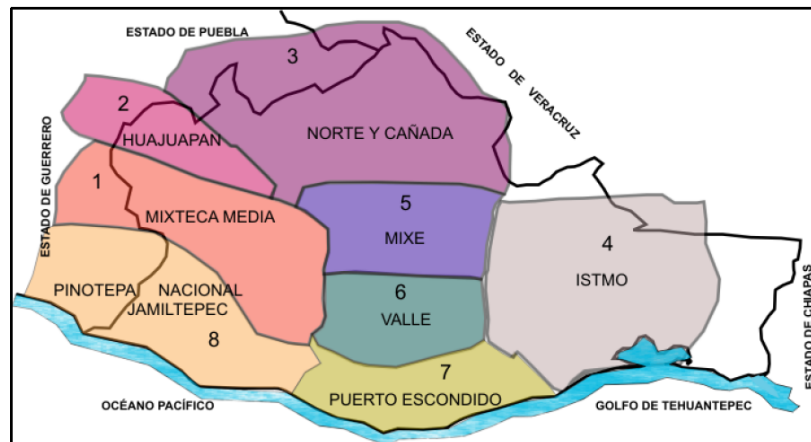 ESTADO DE PUEBLA
3
ESTADO DE VERACRUZ
2
HUAJUAPAN
NORTE Y CAÑADA
ESTADO DE GUERRERO
1
MIXTECA MEDIA
5
MIXE
4
ISTMO
PINOTEPA NACIONAL
JAMILTEPEC
8
6
VALLE
ESTADO DE CHIAPAS
7
PUERTO ESCONDIDO
OCÉANO PACÍFICO
GOLFO DE TEHUANTEPEC